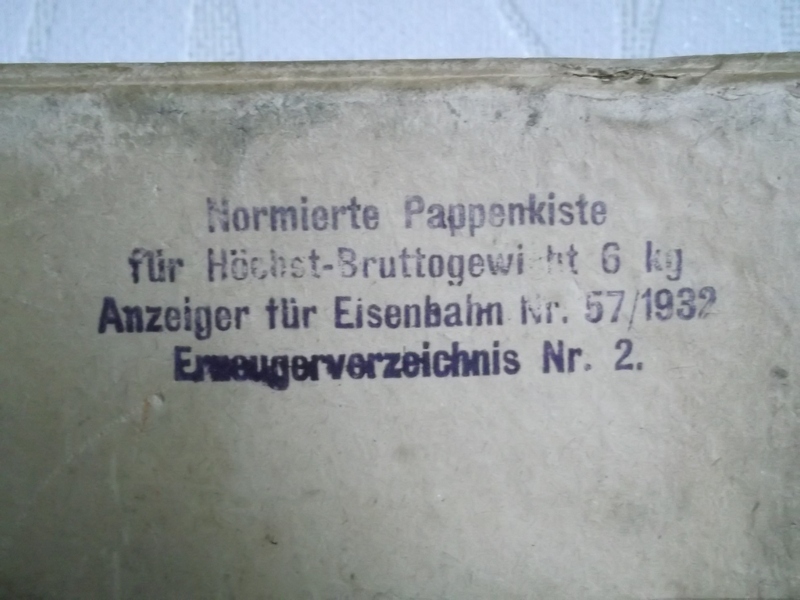 Normierte Pappenkiste
für Höchst-Bruttogewicht 6 kg
Anzeiger für Eisenbahn Nr. 57/1932
Erzeugerverzeichnis Nr. 2.